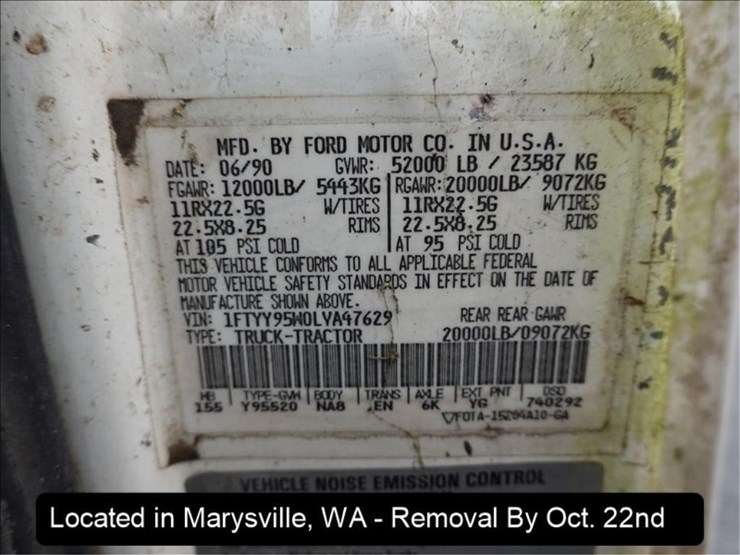 MFD. BY FORD MOTOR CO. IN U.S.A.
DATE: 06/90 GVWR: 52000 LB / 23587 KG
FGAWR: 12000LB/ 5443KG RGAWR: 20000LB/ 9072KG
11RX22.5G W/TIRES 11RX22.5G W/TIRES
22.5X8.25 RIMS 22.5X8.25 RIMS
AT 105 PSI COLD AT 95 PSI COLD
THIS VEHICLE CONFORMS TO ALL APPLICABLE FEDERAL
MOTOR VEHICLE SAFETY STANDARDS IN EFFECT ON THE DATE OF
MANUFACTURE SHOWN ABOVE.
VIN: 1FTYY95W0LVA47629 REAR REAR GAWR
TYPE: TRUCK-TRACTOR 20000LB/09072KG
WB TYPE-GVW BODY TRANS AXLE EXT PNT DSO
155 Y95520 NA8 .EN 6K YG 740292
VEHICLE NOISE EMISSION CONTROL
Located in Marysville, WA - Removal By Oct. 22nd